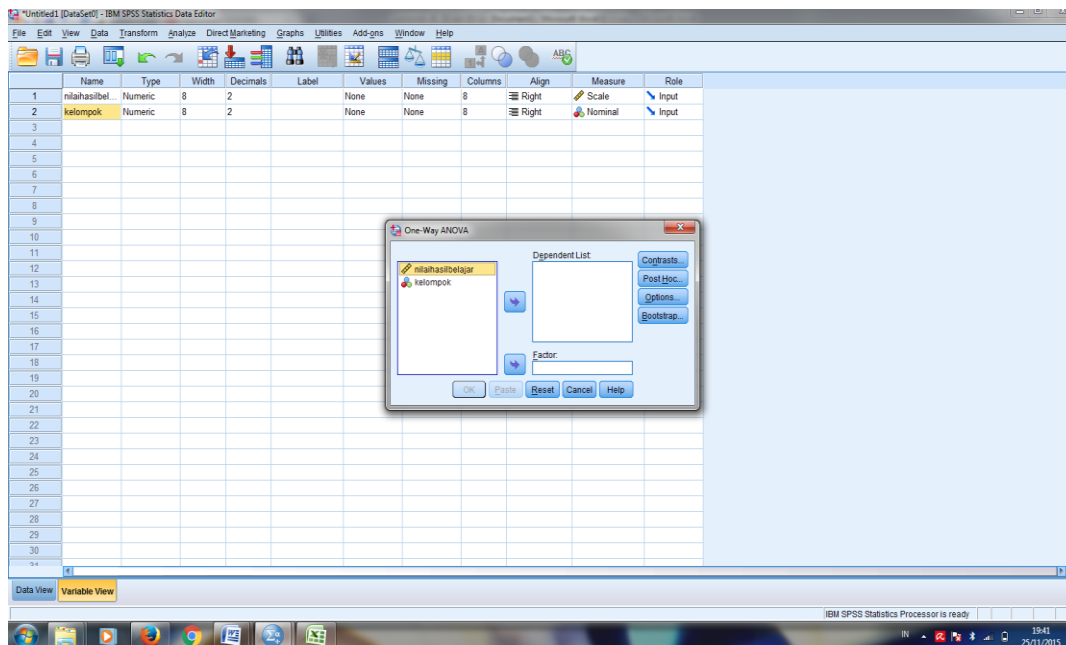 *Untitled1 [DataSet0] - IBM SPSS Statistics Data Editor
File Edit View Data Transform Analyze Direct Marketing Graphs Utilities Add-ons Window Help
Name Type Width Decimals Label Values Missing Columns Align Measure Role
1 nilaihasilbel... Numeric 8 2 None None 8 Right Scale Input
2 kelompok Numeric 8 2 None None 8 Right Nominal Input
3
4
5
6
7
8
9
10
11
12
13
14
15
16
17
18
19
20
21
22
23
24
25
26
27
28
29
30
31
One-Way ANOVA
nilaihasilbelajar
kelompok
Dependent List:
Factor:
Contrasts...
Post Hoc...
Options...
Bootstrap...
OK Paste Reset Cancel Help
Data View Variable View
IBM SPSS Statistics Processor is ready
IN 19:41
25/11/2015